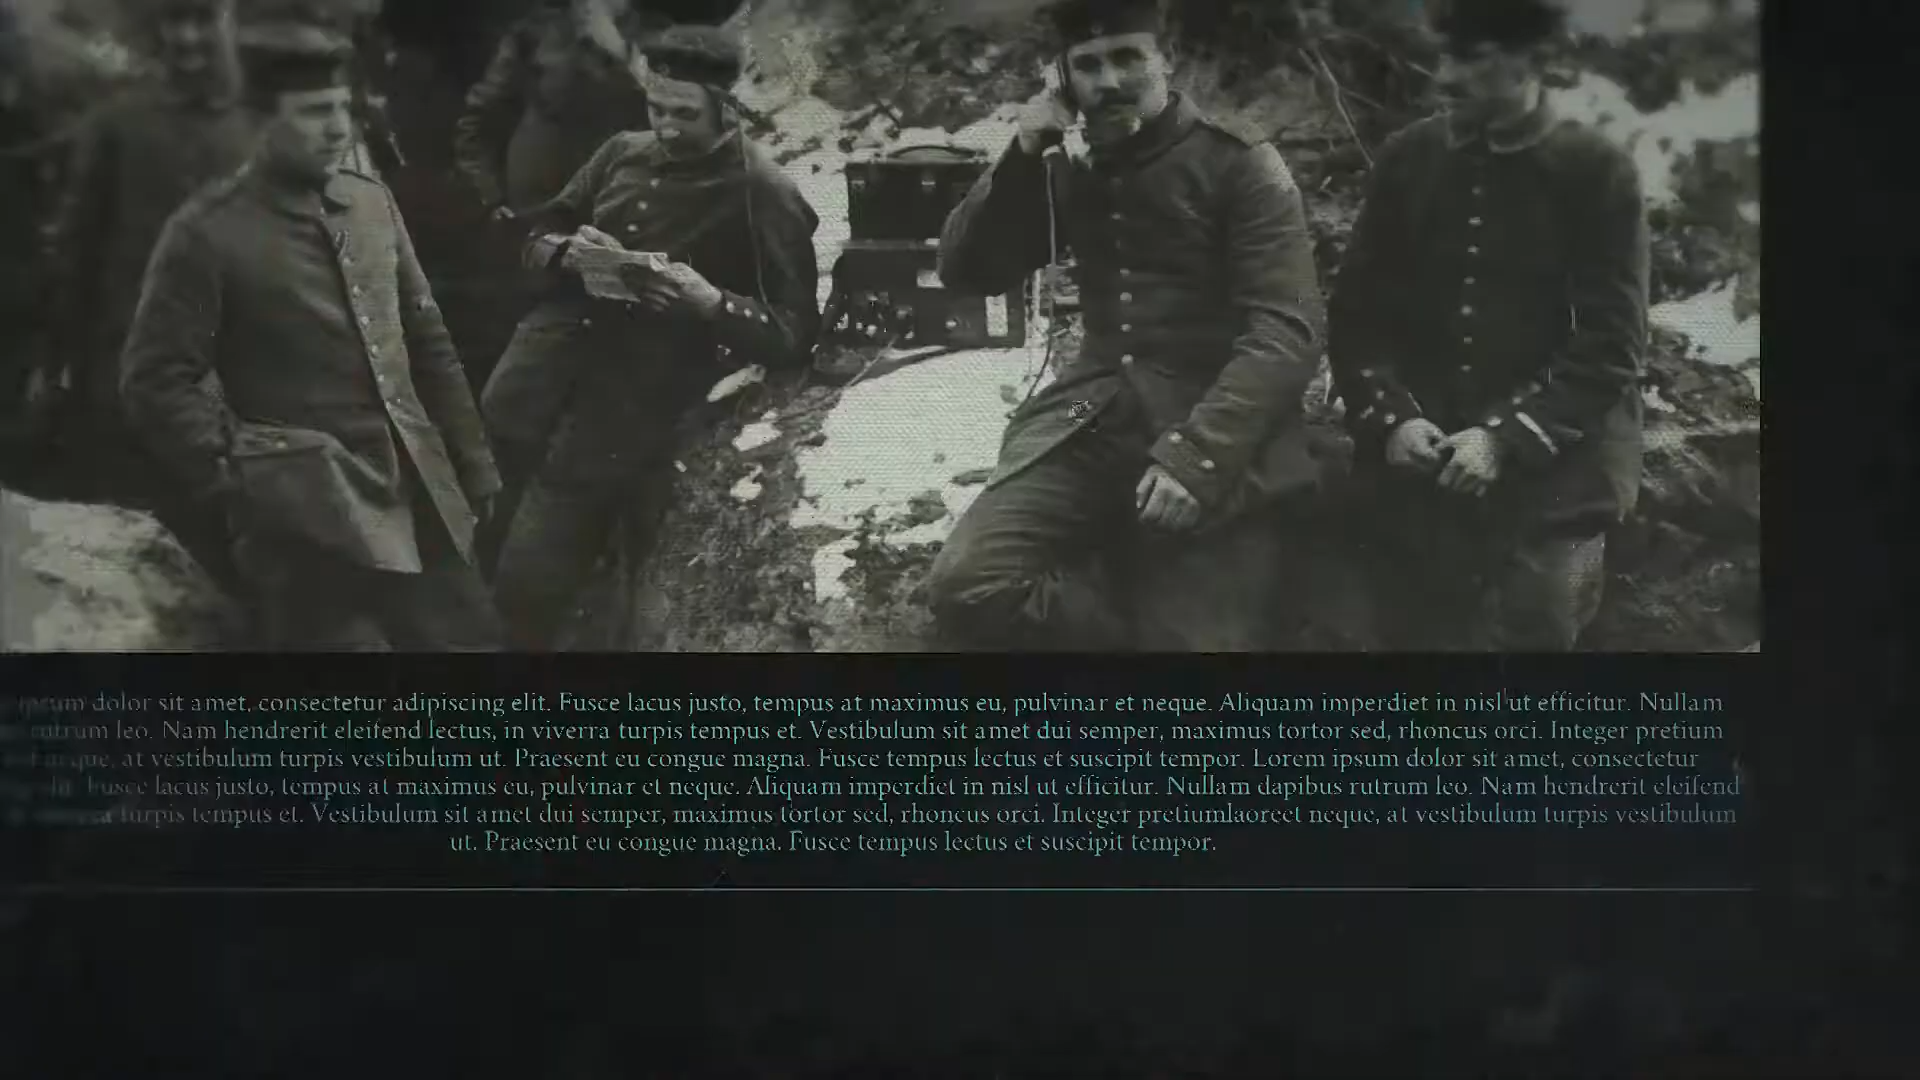 dolor sit amet, consectetur adipiscing elit. Fusce lacus justo, tempus at maximus eu, pulvinar et neque. Aliquam imperdiet in nisl ut efficitur. Nullam
rutrum leo. Nam hendrerit eleifend lectus, in viverra turpis tempus et. Vestibulum sit amet dui semper, maximus tortor sed, rhoncus orci. Integer pretium
at vestibulum turpis vestibulum ut. Praesent eu congue magna. Fusce tempus lectus et suscipit tempor. Lorem ipsum dolor sit amet, consectetur
Fusce lacus justo, tempus at maximus eu, pulvinar et neque. Aliquam imperdiet in nisl ut efficitur. Nullam dapibus rutrum leo. Nam hendrerit eleifend
turpis tempus et. Vestibulum sit amet dui semper, maximus tortor sed, rhoncus orci. Integer pretiumlaoreet neque, at vestibulum turpis vestibulum
ut. Praesent eu congue magna. Fusce tempus lectus et suscipit tempor.